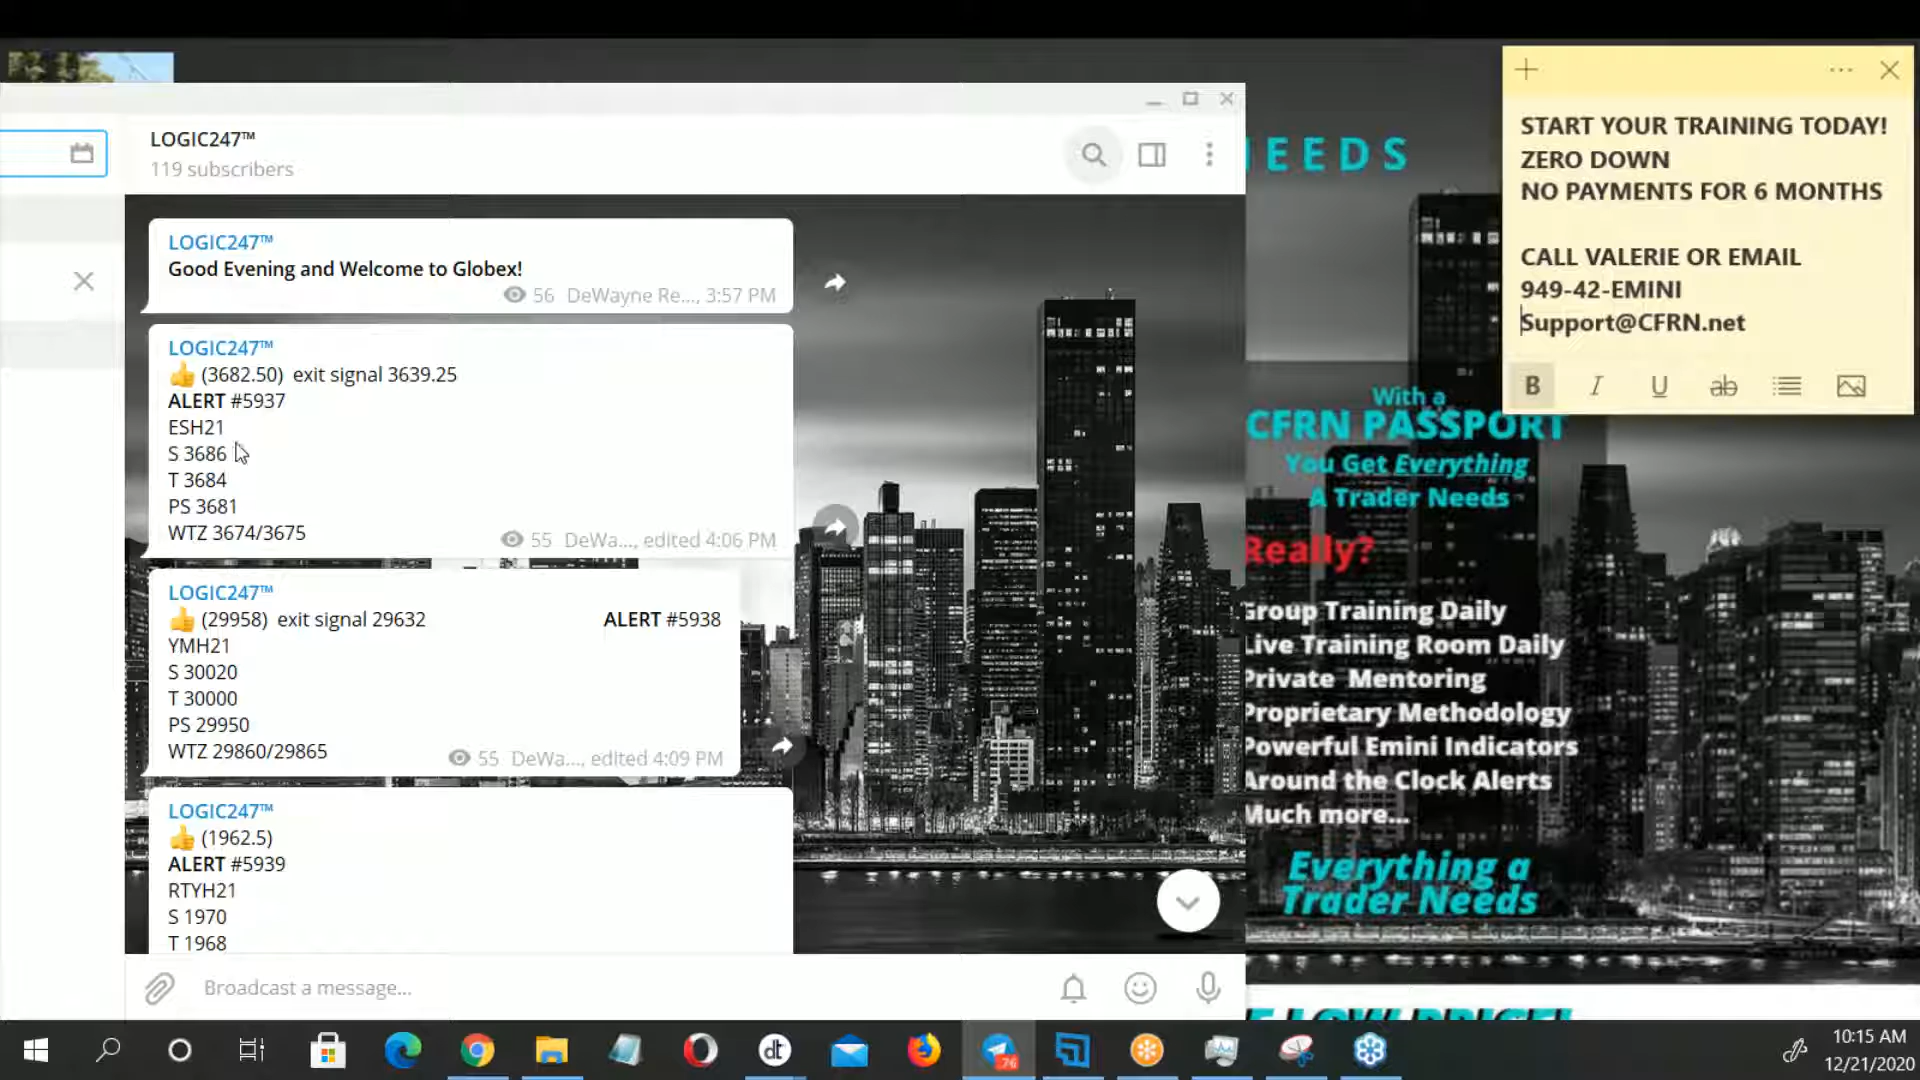 LOGIC247™
119 subscribers
LOGIC247™
Good Evening and Welcome to Globex!
56 DeWayne Re..., 3:57 PM
LOGIC247™
👍 (3682.50) exit signal 3639.25
ALERT #5937
ESH21
S 3686
T 3684
PS 3681
WTZ 3674/3675
55 DeWa..., edited 4:06 PM
LOGIC247™
👍 (29958) exit signal 29632 ALERT #5938
YMH21
S 30020
T 30000
PS 29950
WTZ 29860/29865
55 DeWa..., edited 4:09 PM
LOGIC247™
👍 (1962.5)
ALERT #5939
RTYH21
S 1970
T 1968
Broadcast a message...
NEEDS
START YOUR TRAINING TODAY!
ZERO DOWN
NO PAYMENTS FOR 6 MONTHS
CALL VALERIE OR EMAIL
949-42-EMINI
Support@CFRN.net
B I U ab
With a
CFRN PASSPORT
You Get Everything
A Trader Needs
Really?
Group Training Daily
Live Training Room Daily
Private Mentoring
Proprietary Methodology
Powerful Emini Indicators
Around the Clock Alerts
Much more...
Everything a
Trader Needs
LOW PRICE!
dt
76
10:15 AM
12/21/2020